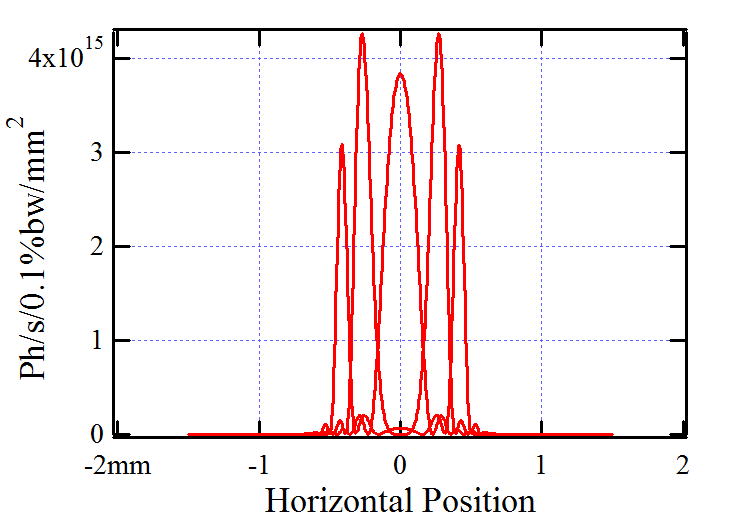 4x10^15
3
2
1
0
Ph/s/0.1%bw/mm^2
-2mm -1 0 1 2
Horizontal Position